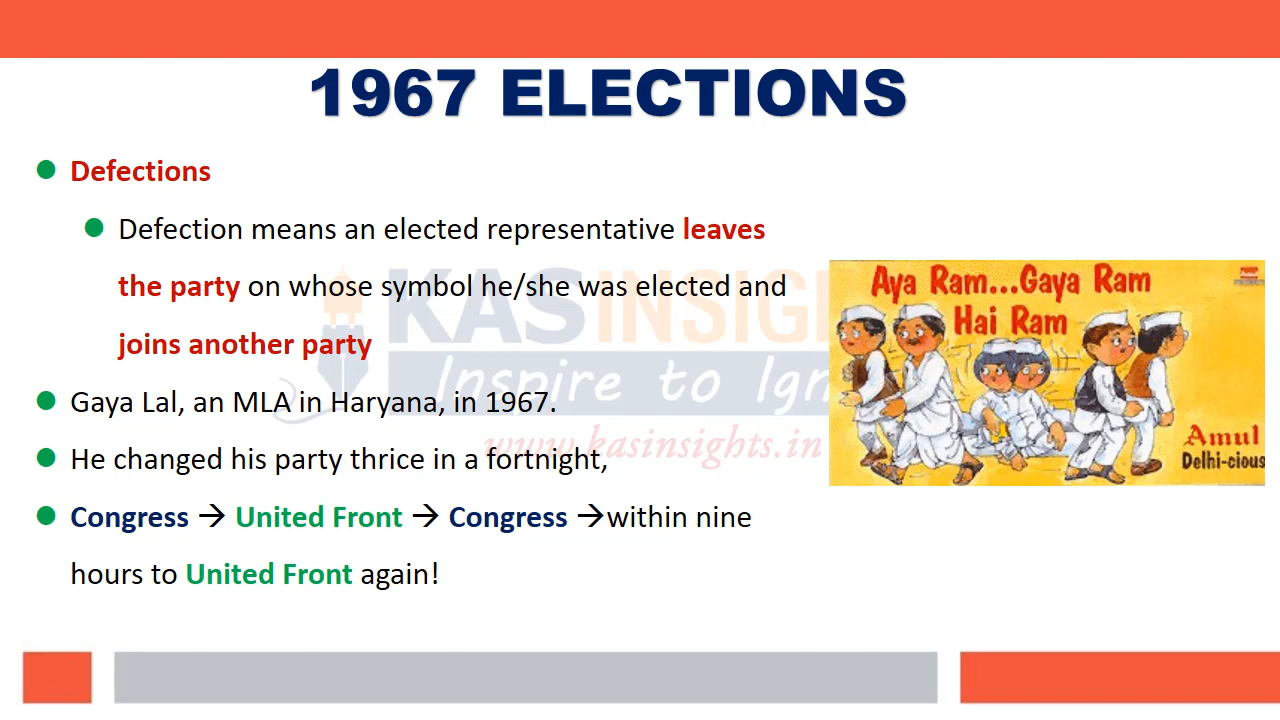 1967 ELECTIONS
Defections
Defection means an elected representative leaves
the party on whose symbol he/she was elected and
joins another party
Gaya Lal, an MLA in Haryana, in 1967.
He changed his party thrice in a fortnight,
Congress → United Front → Congress →within nine
hours to United Front again!
KAS INSIGH
Inspire to Ign
www.kasinsights.in
Aya Ram...Gaya Ram
Hai Ram
Amul
Delhi-cious